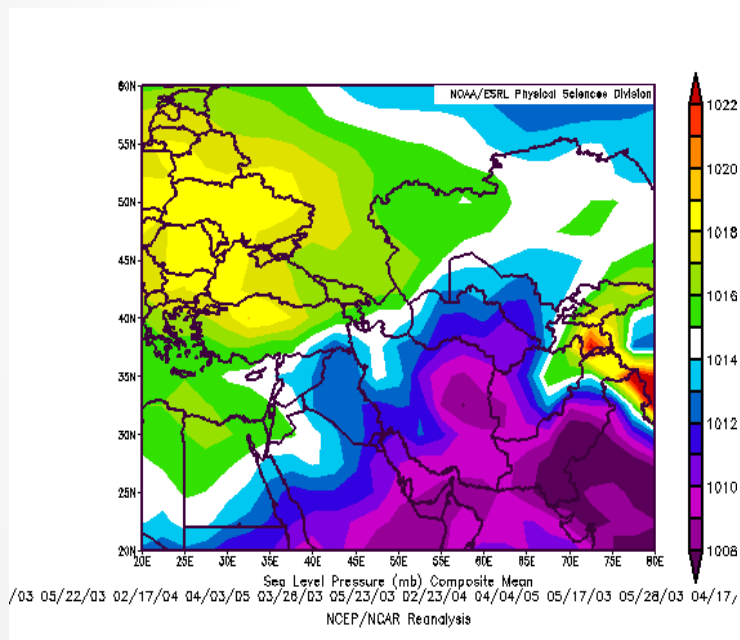 NOAA/ESRL Physical Sciences Division
60N
55N
50N
45N
40N
35N
30N
25N
20N
20E 25E 30E 35E 40E 45E 50E 55E 60E 65E 70E 75E 80E
1022
1020
1018
1016
1014
1012
1010
1008
Sea Level Pressure (mb) Composite Mean
/03 05/22/03 02/17/04 04/03/05 03/26/03 05/23/03 02/23/04 04/04/05 05/17/03 05/28/03 04/17/
NCEP/NCAR Reanalysis